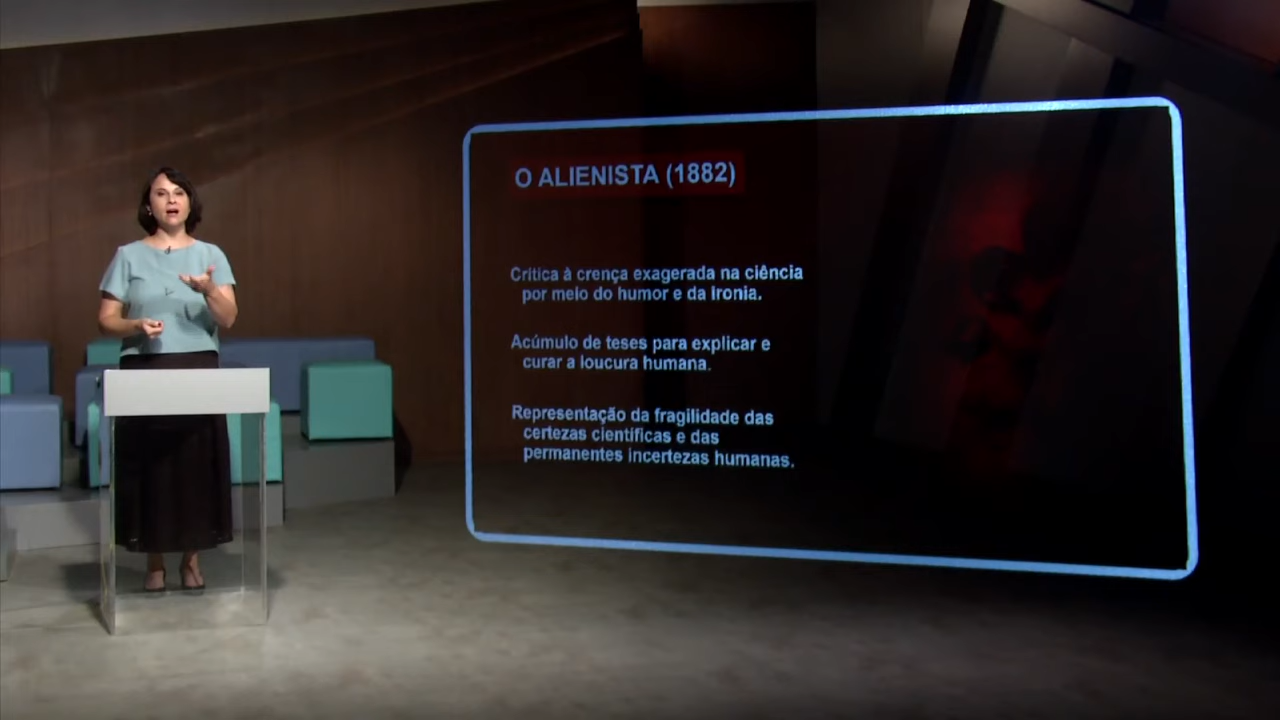 O ALIENISTA (1882)
Crítica à crença exagerada na ciência
por meio do humor e da ironia.
Acúmulo de teses para explicar e
curar a loucura humana.
Representação da fragilidade das
certezas científicas e das
permanentes incertezas humanas.